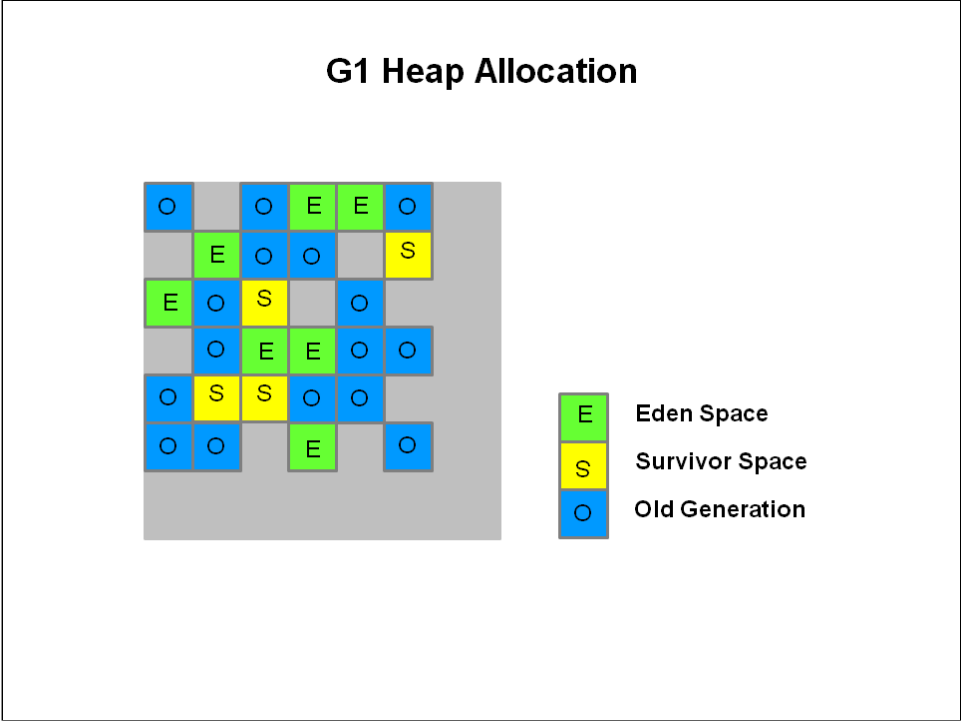 G1 Heap Allocation
O O E E O
E O O S
E O S O
O E E O O
O S S O O
O O E O
E Eden Space
S Survivor Space
O Old Generation